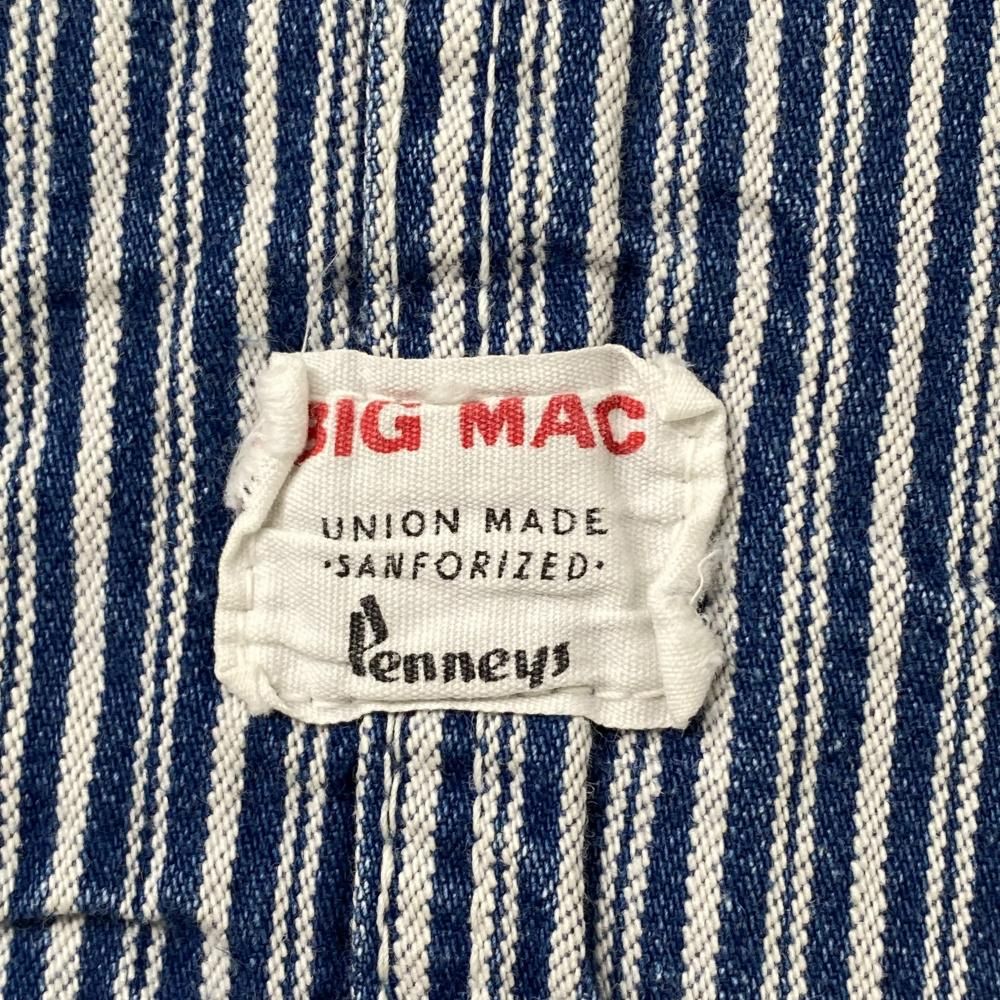 BIG MAC
UNION MADE
·SANFORIZED·
Penneys